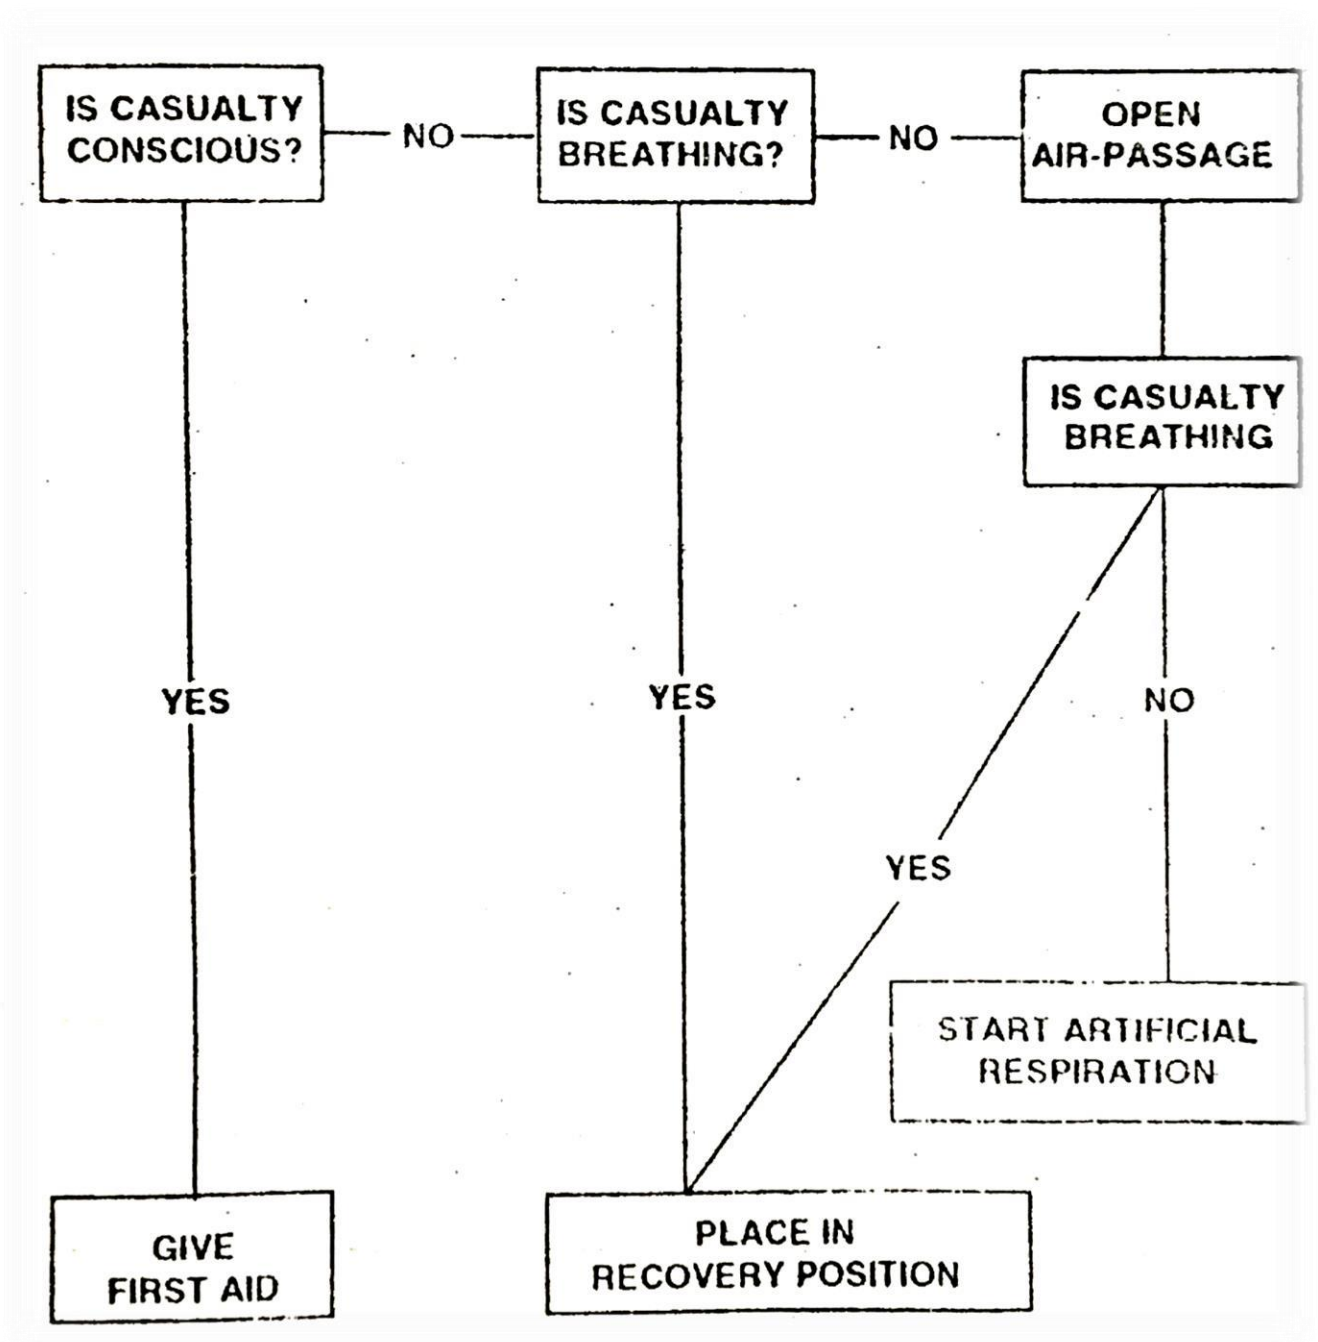 IS CASUALTY
CONSCIOUS?
NO
IS CASUALTY
BREATHING?
NO
OPEN
AIR-PASSAGE
IS CASUALTY
BREATHING
YES
YES
NO
YES
START ARTIFICIAL
RESPIRATION
GIVE
FIRST AID
PLACE IN
RECOVERY POSITION